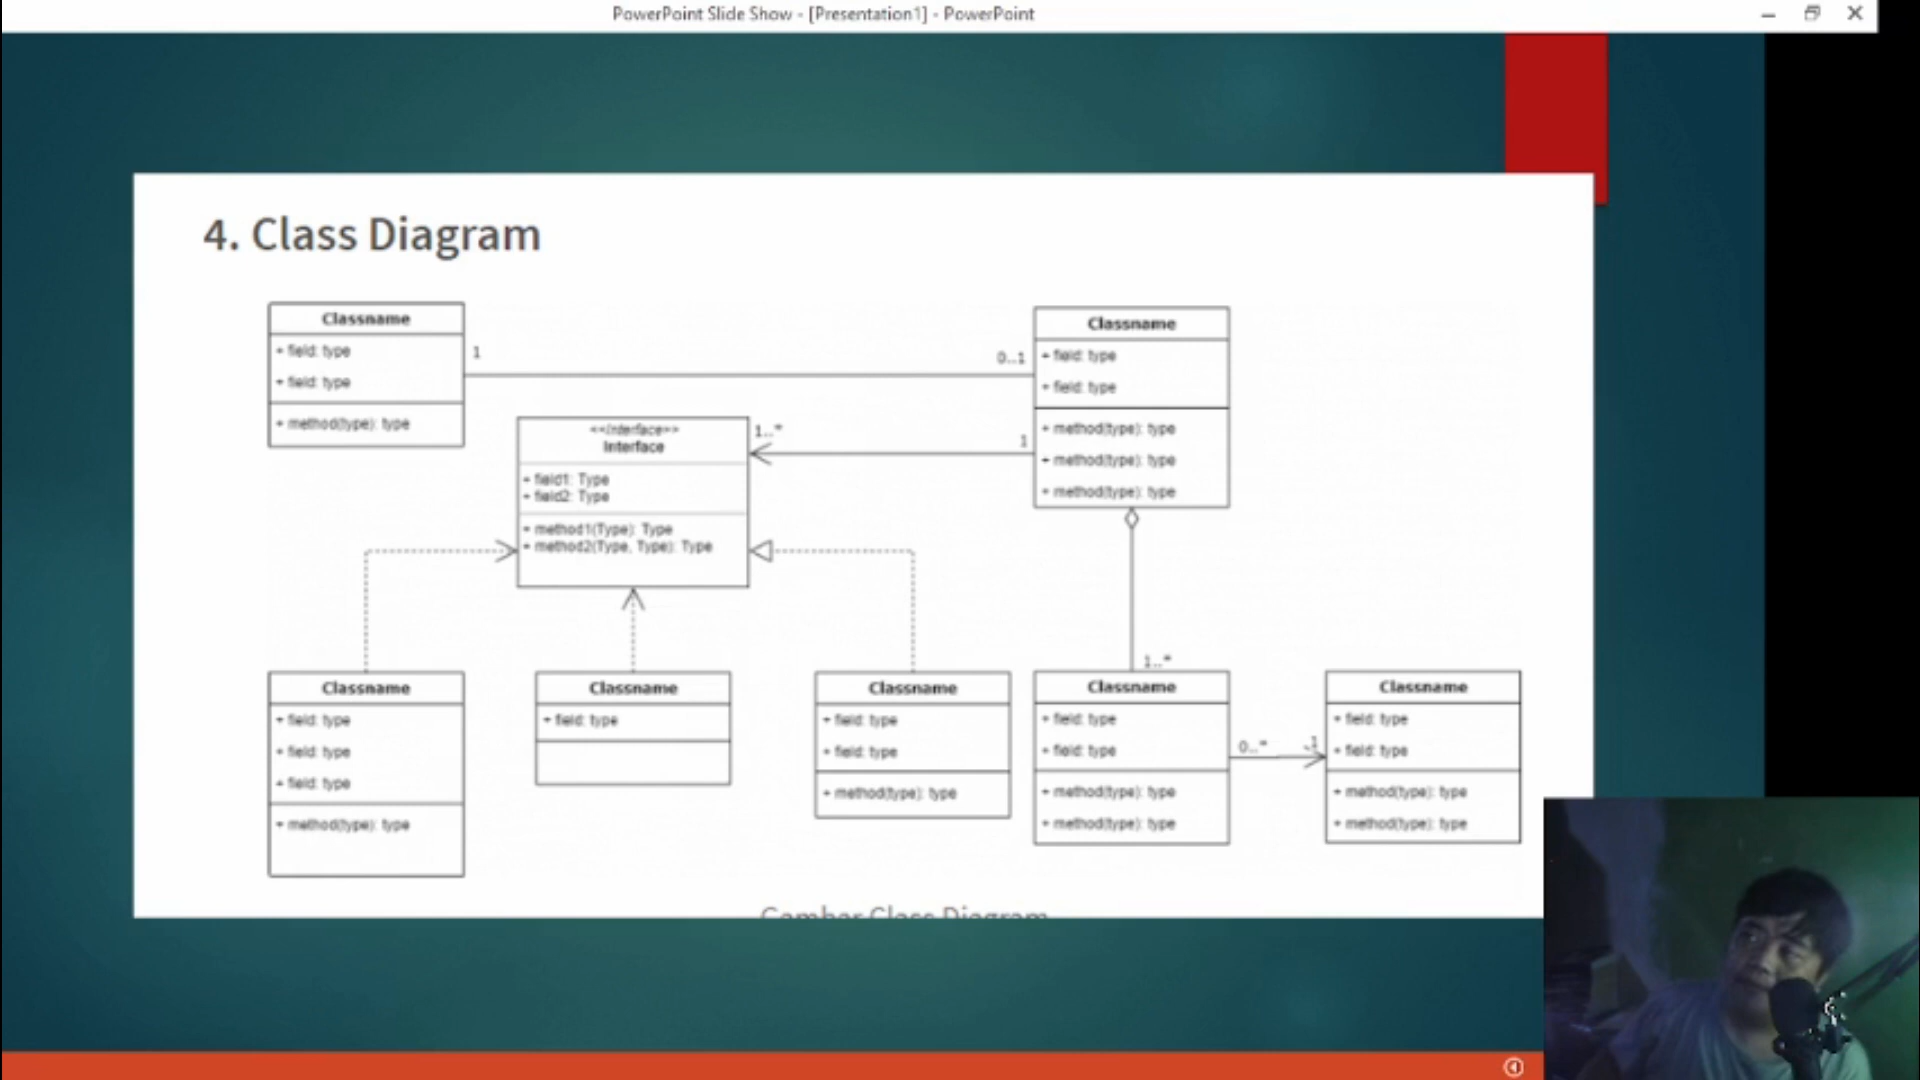 PowerPoint Slide Show - [Presentation1] - PowerPoint
4. Class Diagram
Classname
+ field: type
+ field: type
+ method(type): type
1
0..1
Classname
+ field: type
+ field: type
+ method(type): type
+ method(type): type
+ method(type): type
<<Interface>>
Interface
+ field1: Type
+ field2: Type
+ method1(Type): Type
+ method2(Type, Type): Type
1..*
1
1..*
Classname
+ field: type
+ field: type
+ field: type
+ method(type): type
Classname
+ field: type
Classname
+ field: type
+ field: type
+ method(type): type
Classname
+ field: type
+ field: type
+ method(type): type
+ method(type): type
0..*
1
Classname
+ field: type
+ field: type
+ method(type): type
+ method(type): type
Gambar Class Diagram